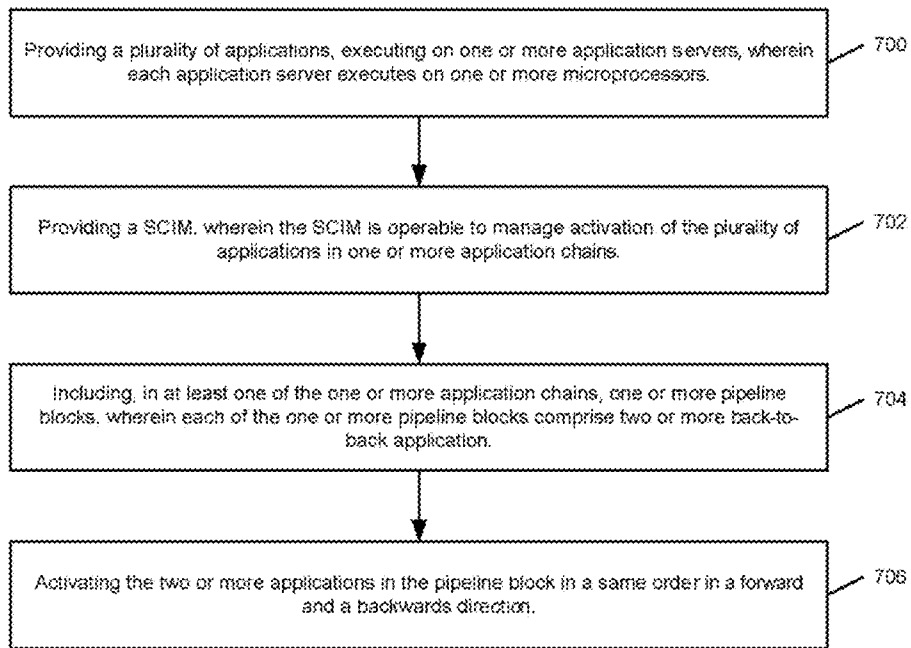 Providing a plurality of applications, executing on one or more application servers, wherein
each application server executes on one or more microprocessors.
700
Providing a SCIM, wherein the SCIM is operable to manage activation of the plurality of
applications in one or more application chains.
702
Including, in at least one of the one or more application chains, one or more pipeline
blocks, wherein each of the one or more pipeline blocks comprise two or more back-to-
back application.
704
Activating the two or more applications in the pipeline block in a same order in a forward
and a backwards direction.
706